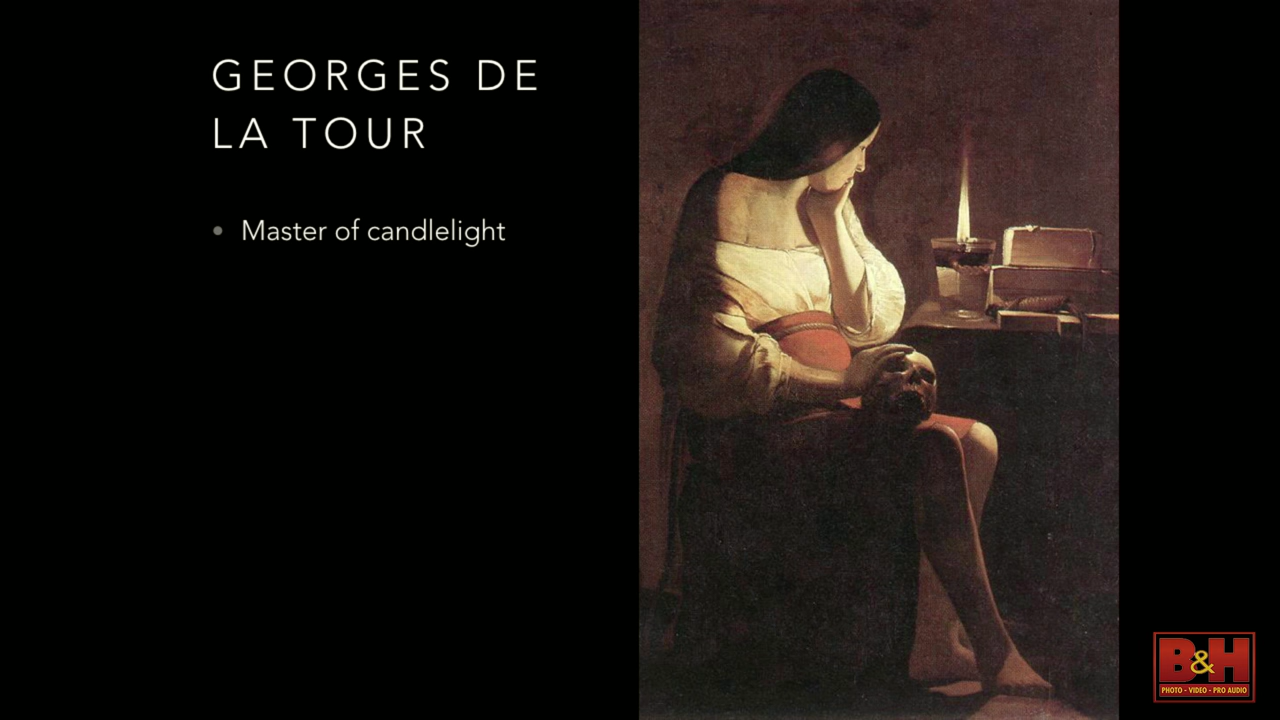 GEORGES DE
LA TOUR
• Master of candlelight
B&H
PHOTO - VIDEO - PRO AUDIO